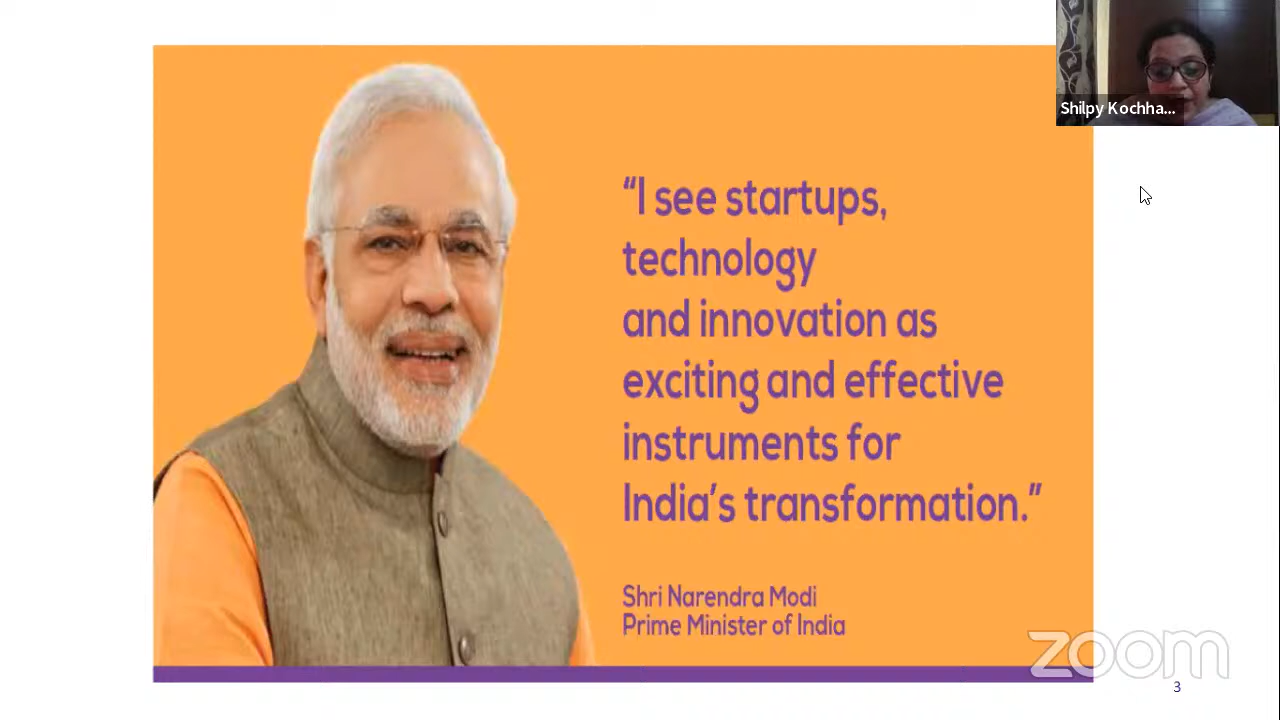 Shilpy Kochha...
“I see startups,
technology
and innovation as
exciting and effective
instruments for
India’s transformation.”
Shri Narendra Modi
Prime Minister of India
zoom
3